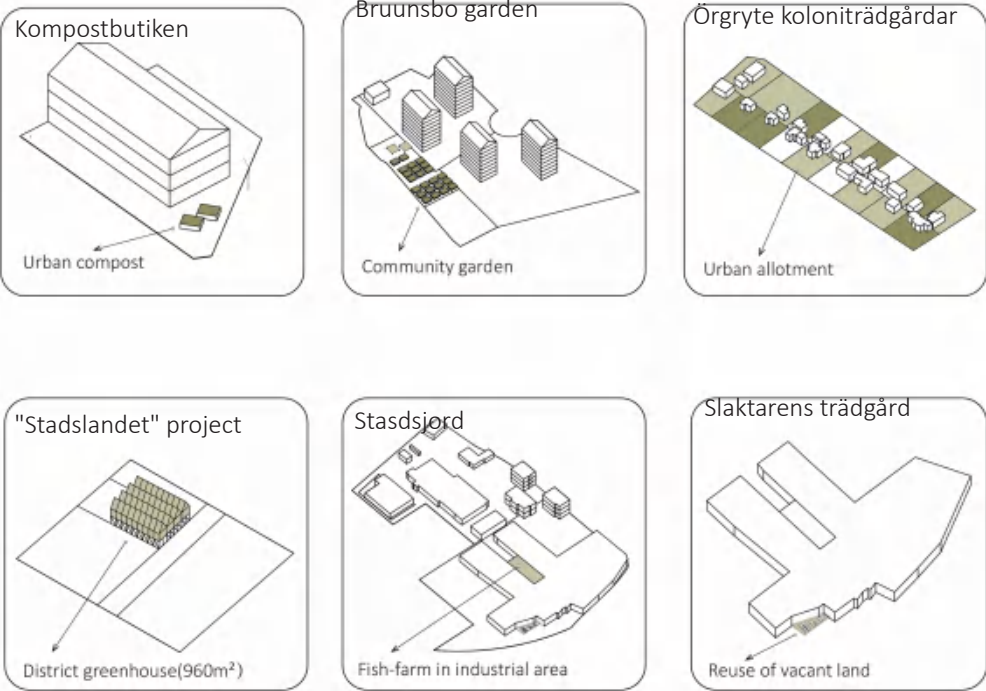 Kompostbutiken
Urban compost
Bruunsbo garden
Community garden
Örgryte koloniträdgårdar
Urban allotment
"Stadslandet" project
District greenhouse(960m²)
Stasdsjord
Fish-farm in industrial area
Slaktarens trädgård
Reuse of vacant land